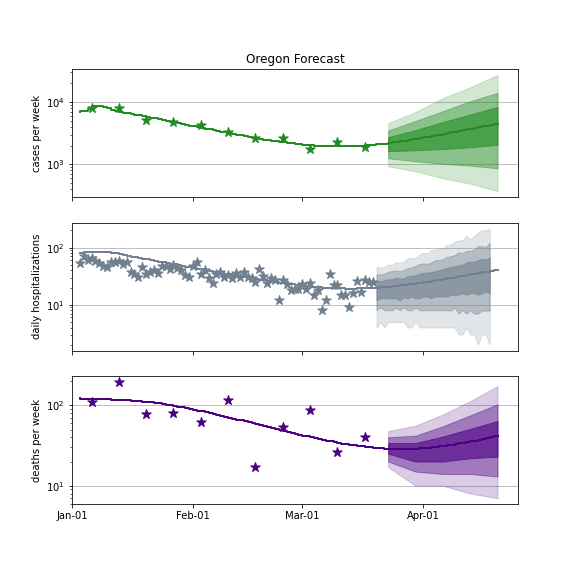 Oregon Forecast
cases per week
10⁴
10³
daily hospitalizations
10²
10¹
deaths per week
10²
10¹
Jan-01 Feb-01 Mar-01 Apr-01